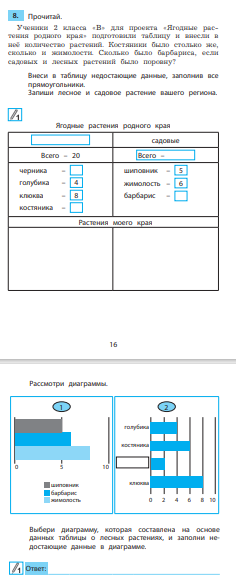 8. Прочитай.
Ученики 2 класса «В» для проекта «Ягодные рас-
тения родного края» подготовили таблицу и внесли в
неё количество растений. Костяники было столько же,
сколько и жимолости. Сколько было барбариса, если
садовых и лесных растений было поровну?
Внеси в таблицу недостающие данные, заполнив все
прямоугольники.
Запиши лесное и садовое растение вашего региона.
1
Ягодные растения родного края
садовые
Всего – 20
Всего –
черника –
шиповник – 5
голубика – 4
жимолость – 6
клюква – 8
барбарис –
костяника –
Растения моего края
16
Рассмотри диаграммы.
1
0 5 10
шиповник
барбарис
жимолость
2
голубика
костяника
клюква
0 2 4 6 8 10
Выбери диаграмму, которая составлена на основе
данных таблицы о лесных растениях, и заполни не-
достающие данные в диаграмме.
1
Ответ: